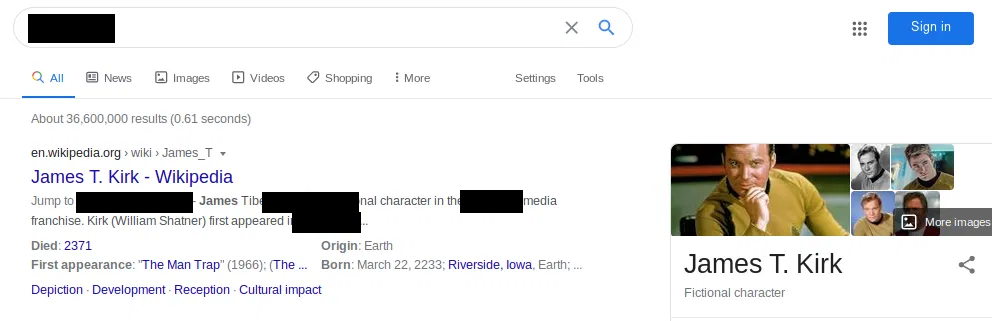 Sign in
All News Images Videos Shopping More Settings Tools
About 36,600,000 results (0.61 seconds)
en.wikipedia.org › wiki › James_T
James T. Kirk - Wikipedia
Jump to - James Tibe nal character in the media
franchise. Kirk (William Shatner) first appeared i ...
Died: 2371 Origin: Earth
First appearance: "The Man Trap" (1966); (The ... Born: March 22, 2233; Riverside, Iowa, Earth; ...
Depiction · Development · Reception · Cultural impact
More images
James T. Kirk
Fictional character